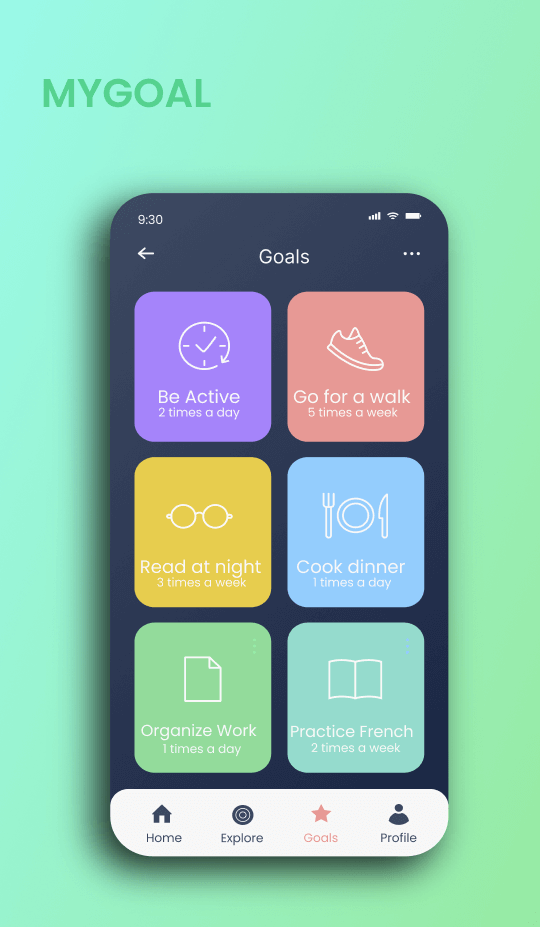 MYGOAL
9:30
Goals
Be Active
2 times a day
Go for a walk
5 times a week
Read at night
3 times a week
Cook dinner
1 times a day
Organize Work
1 times a day
Practice French
2 times a week
Home
Explore
Goals
Profile